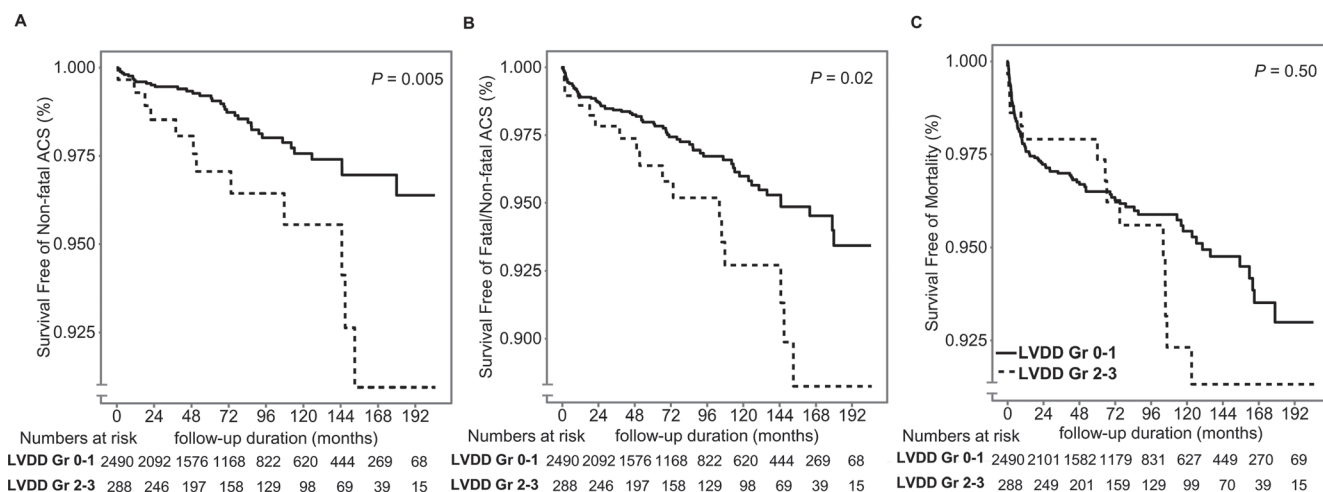 A
Survival Free of Non-fatal ACS (%)
1.000
0.975
0.950
0.925
P = 0.005
0 24 48 72 96 120 144 168 192
Numbers at risk
follow-up duration (months)
LVDD Gr 0-1 2490 2092 1576 1168 822 620 444 269 68
LVDD Gr 2-3 288 246 197 158 129 98 69 39 15
B
Survival Free of Fatal/Non-fatal ACS (%)
1.000
0.975
0.950
0.925
0.900
P = 0.02
0 24 48 72 96 120 144 168 192
Numbers at risk
follow-up duration (months)
LVDD Gr 0-1 2490 2092 1576 1168 822 620 444 269 68
LVDD Gr 2-3 288 246 197 158 129 98 69 39 15
C
Survival Free of Mortality (%)
1.000
0.975
0.950
0.925
P = 0.50
LVDD Gr 0-1
LVDD Gr 2-3
0 24 48 72 96 120 144 168 192
Numbers at risk
follow-up duration (months)
LVDD Gr 0-1 2490 2101 1582 1179 831 627 449 270 69
LVDD Gr 2-3 288 249 201 159 129 99 70 39 15